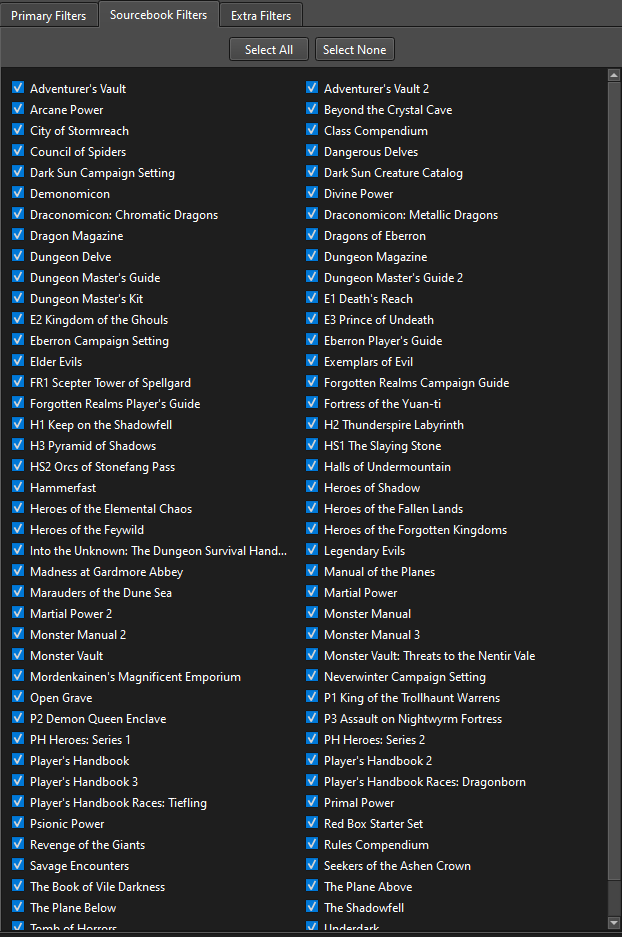 Primary Filters Sourcebook Filters Extra Filters
Select All Select None
Adventurer's Vault Adventurer's Vault 2
Arcane Power Beyond the Crystal Cave
City of Stormreach Class Compendium
Council of Spiders Dangerous Delves
Dark Sun Campaign Setting Dark Sun Creature Catalog
Demonomicon Divine Power
Draconomicon: Chromatic Dragons Draconomicon: Metallic Dragons
Dragon Magazine Dragons of Eberron
Dungeon Delve Dungeon Magazine
Dungeon Master's Guide Dungeon Master's Guide 2
Dungeon Master's Kit E1 Death's Reach
E2 Kingdom of the Ghouls E3 Prince of Undeath
Eberron Campaign Setting Eberron Player's Guide
Elder Evils Exemplars of Evil
FR1 Scepter Tower of Spellgard Forgotten Realms Campaign Guide
Forgotten Realms Player's Guide Fortress of the Yuan-ti
H1 Keep on the Shadowfell H2 Thunderspire Labyrinth
H3 Pyramid of Shadows HS1 The Slaying Stone
HS2 Orcs of Stonefang Pass Halls of Undermountain
Hammerfast Heroes of Shadow
Heroes of the Elemental Chaos Heroes of the Fallen Lands
Heroes of the Feywild Heroes of the Forgotten Kingdoms
Into the Unknown: The Dungeon Survival Hand... Legendary Evils
Madness at Gardmore Abbey Manual of the Planes
Marauders of the Dune Sea Martial Power
Martial Power 2 Monster Manual
Monster Manual 2 Monster Manual 3
Monster Vault Monster Vault: Threats to the Nentir Vale
Mordenkainen's Magnificent Emporium Neverwinter Campaign Setting
Open Grave P1 King of the Trollhaunt Warrens
P2 Demon Queen Enclave P3 Assault on Nightwyrm Fortress
PH Heroes: Series 1 PH Heroes: Series 2
Player's Handbook Player's Handbook 2
Player's Handbook 3 Player's Handbook Races: Dragonborn
Player's Handbook Races: Tiefling Primal Power
Psionic Power Red Box Starter Set
Revenge of the Giants Rules Compendium
Savage Encounters Seekers of the Ashen Crown
The Book of Vile Darkness The Plane Above
The Plane Below The Shadowfell
Tomb of Horrors Underdark